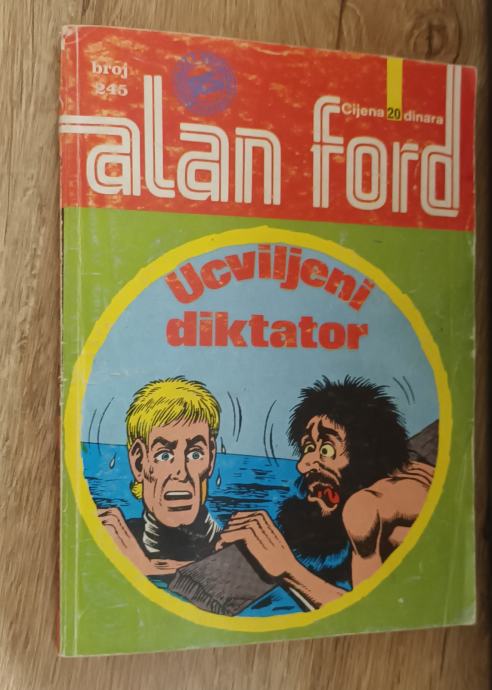 broj
245
Cijena 20 dinara
alan ford
Ucviljeni
diktator